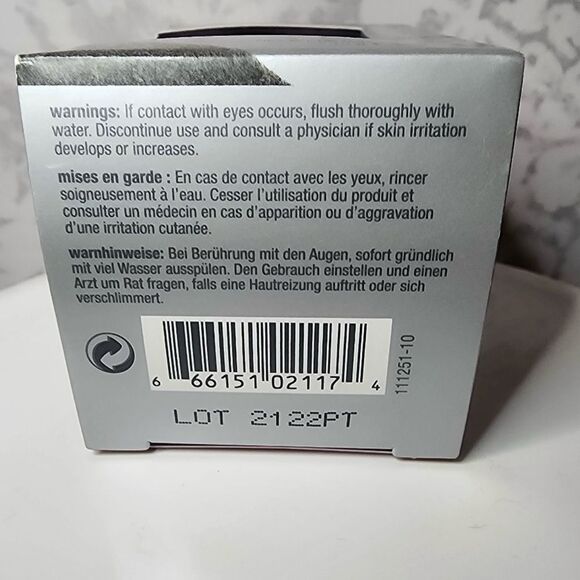 warnings: If contact with eyes occurs, flush thoroughly with
water. Discontinue use and consult a physician if skin irritation
develops or increases.
mises en garde : En cas de contact avec les yeux, rincer
soigneusement à l'eau. Cesser l'utilisation du produit et
consulter un médecin en cas d'apparition ou d'aggravation
d'une irritation cutanée.
warnhinweise: Bei Berührung mit den Augen, sofort gründlich
mit viel Wasser ausspülen. Den Gebrauch einstellen und einen
Arzt um Rat fragen, falls eine Hautreizung auftritt oder sich
verschlimmert.
6 66151 02117 4
111251-10
LOT 2122PT